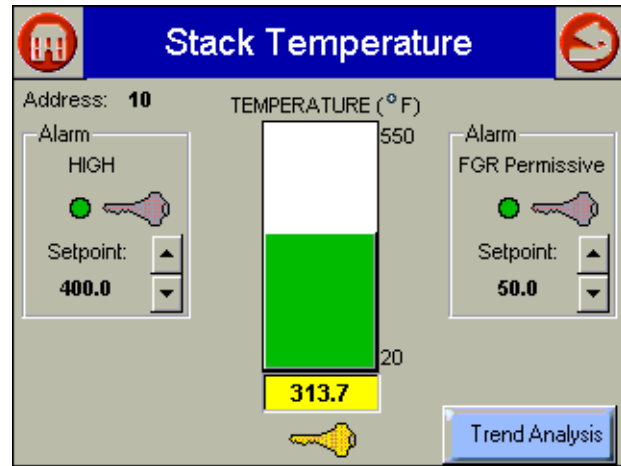 Stack Temperature
Address: 10
TEMPERATURE (°F)
550
20
313.7
Alarm
HIGH
Setpoint:
400.0
Alarm
FGR Permissive
Setpoint:
50.0
Trend Analysis